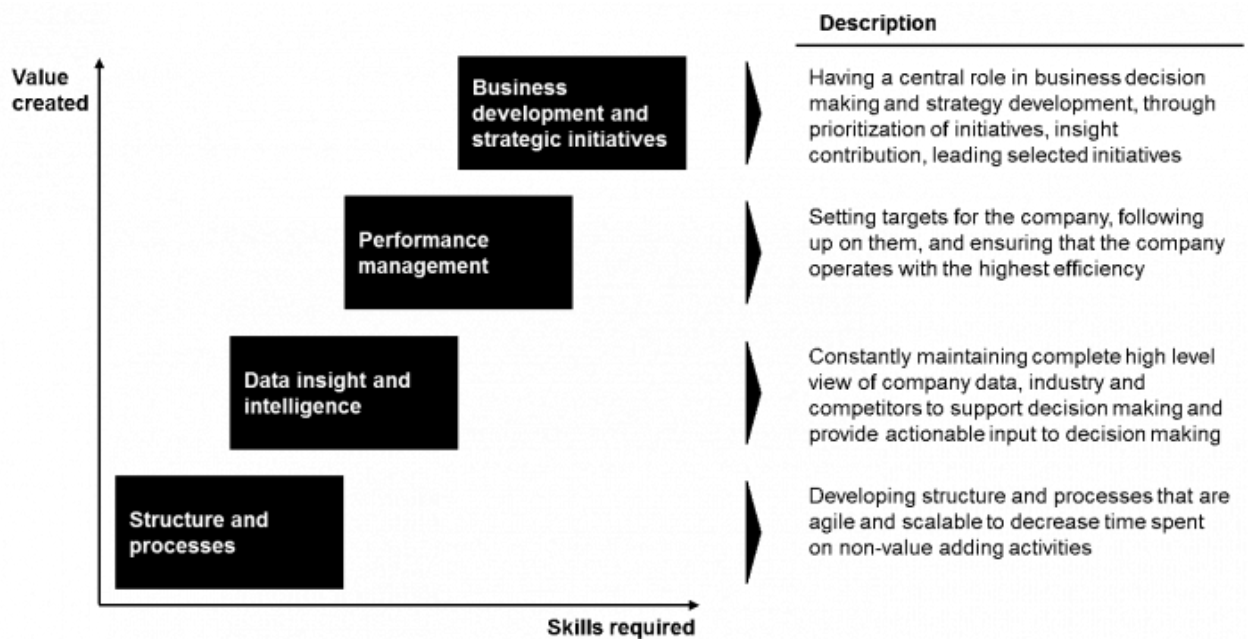 Description
Value
created
Business
development and
strategic initiatives
Having a central role in business decision
making and strategy development, through
prioritization of initiatives, insight
contribution, leading selected initiatives
Performance
management
Setting targets for the company, following
up on them, and ensuring that the company
operates with the highest efficiency
Data insight and
intelligence
Constantly maintaining complete high level
view of company data, industry and
competitors to support decision making and
provide actionable input to decision making
Structure and
processes
Developing structure and processes that are
agile and scalable to decrease time spent
on non-value adding activities
Skills required